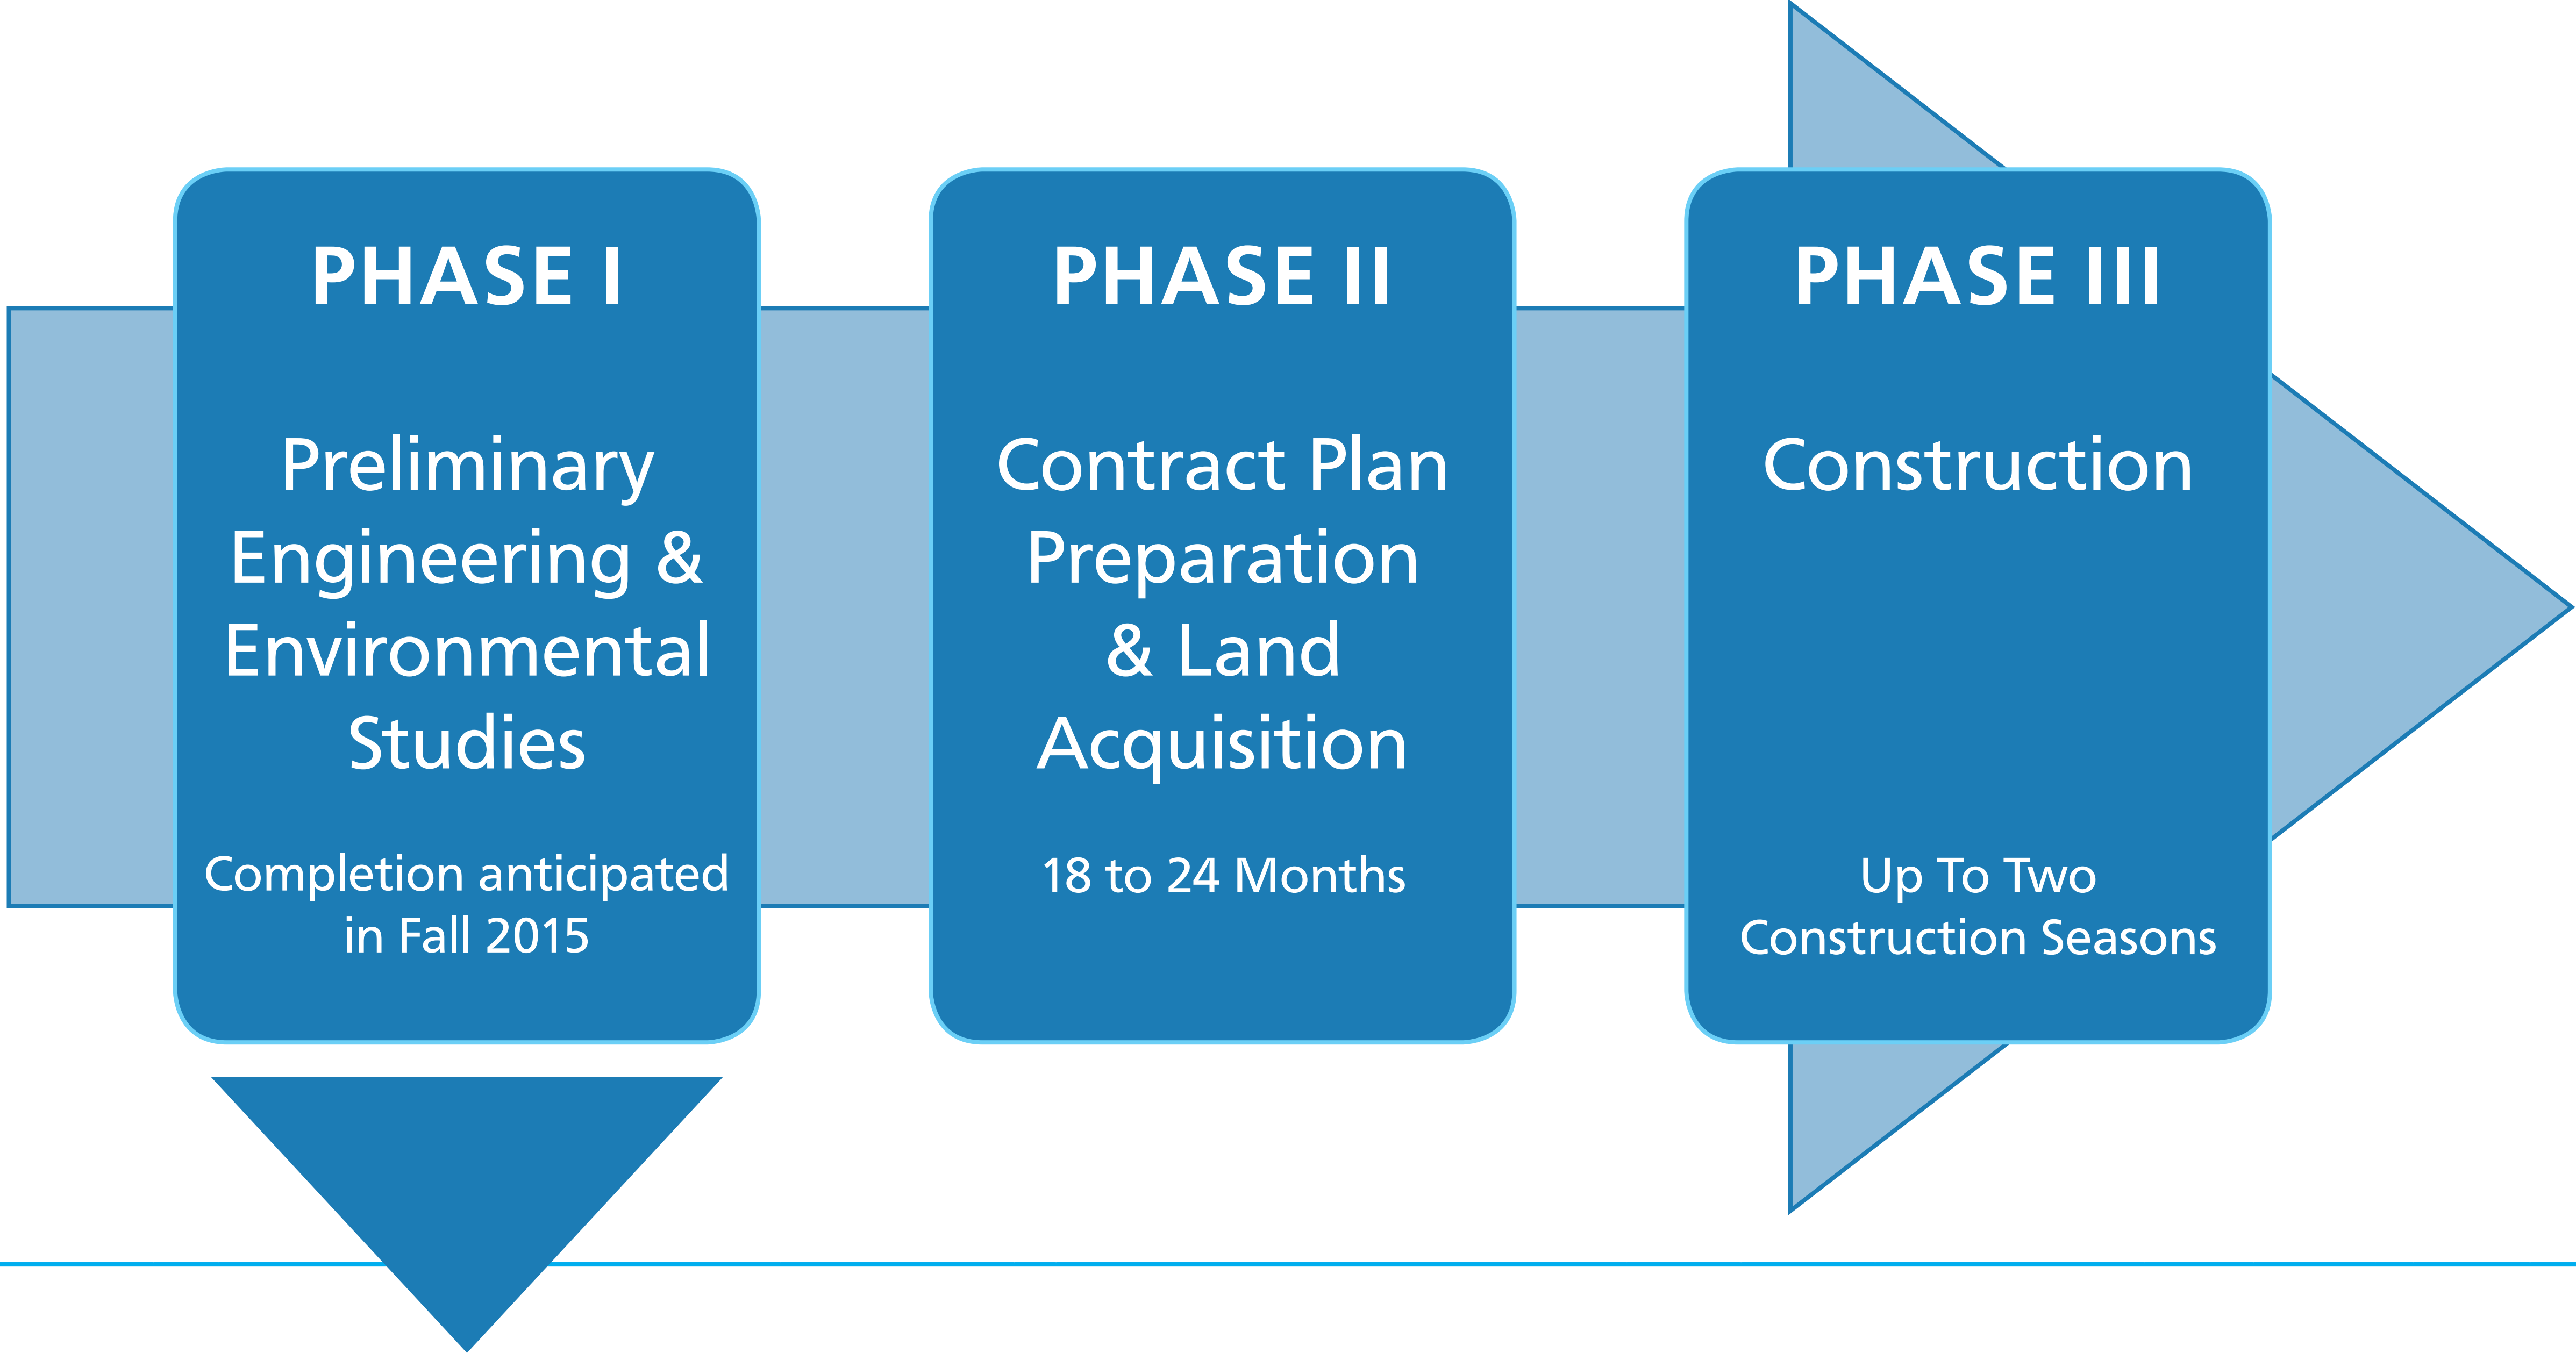 PHASE I
Preliminary
Engineering &
Environmental
Studies
Completion anticipated
in Fall 2015
PHASE II
Contract Plan
Preparation
& Land
Acquisition
18 to 24 Months
PHASE III
Construction
Up To Two
Construction Seasons